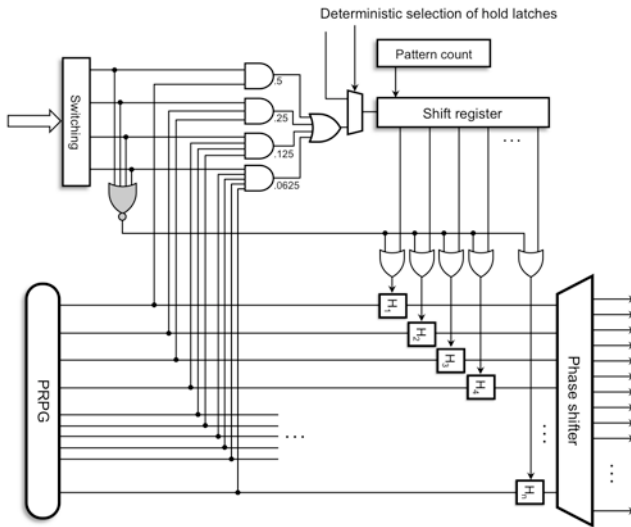 Deterministic selection of hold latches
Pattern count
Switching
.5
.25
.125
.0625
Shift register
...
H1
H2
H3
H4
Hn
PRPG
...
...
Phase shifter
...